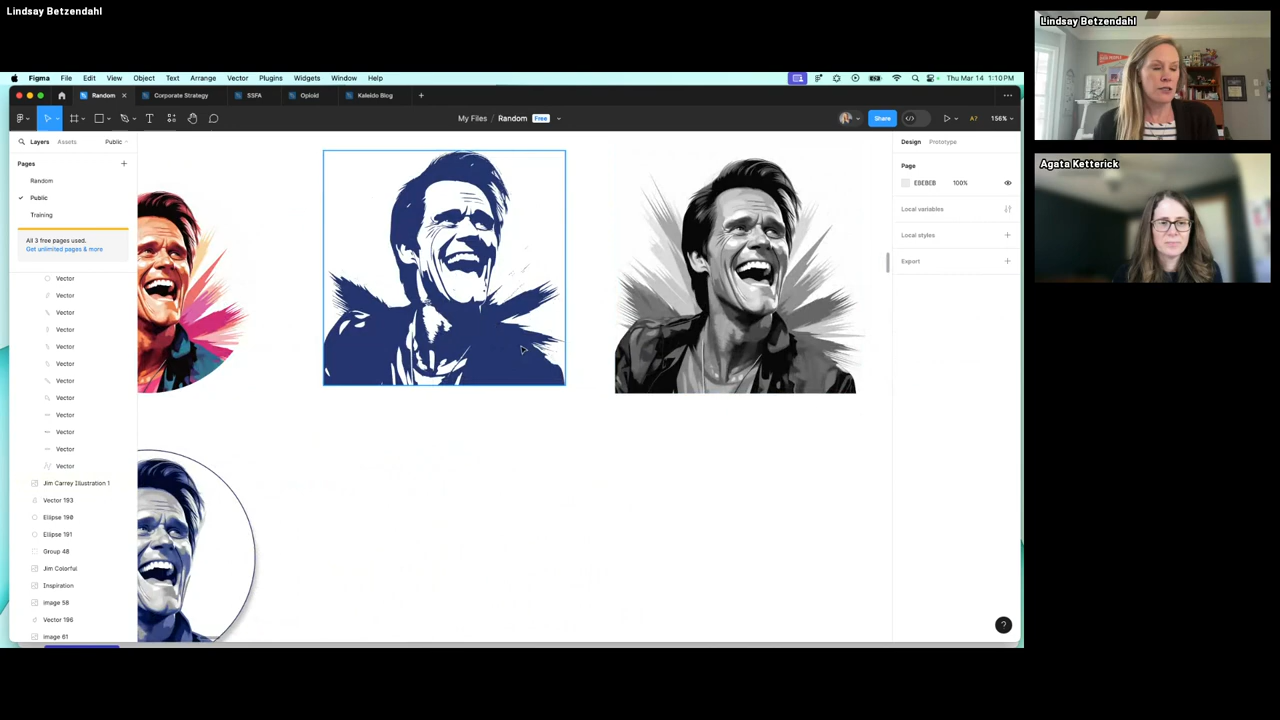 Lindsay Betzendahl
Lindsay Betzendahl
Agata Ketterick
Figma File Edit View Object Text Arrange Vector Plugins Widgets Window Help
Thu Mar 14 1:10 PM
Random
Corporate Strategy
SSFA
Opioid
Kaleido Blog
My Files / Random Free
Share
A?
156%
Layers
Assets
Public
Design
Prototype
Pages
Random
Public
Training
All 3 free pages used.
Get unlimited pages & more
Vector
Vector
Vector
Vector
Vector
Vector
Vector
Vector
Vector
Vector
Vector
Vector
Jim Carrey Illustration 1
Vector 193
Ellipse 190
Ellipse 191
Group 48
Jim Colorful
Inspiration
image 58
Vector 196
image 61
Page
EBEBEB 100%
Local variables
Local styles
Export
?